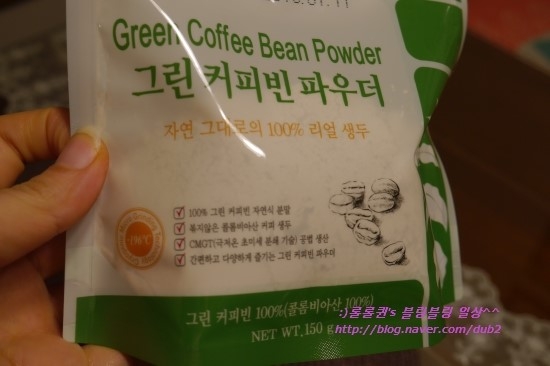 Green Coffee Bean Powder
그린 커피빈 파우더
자연 그대로의 100% 리얼 생두
100% 그린 커피빈 자연식 분말
볶지않은 콜롬비아산 커피 생두
CMGT(극저온 초미세 분쇄 기술) 공법 생산
간편하고 다양하게 즐기는 그린 커피빈 파우더
-196℃
그린 커피빈 100%(콜롬비아산 100%)
NET WT.150 g
:)롤롤퀸's 블링블링 일상^^
http://blog.naver.com/dub2